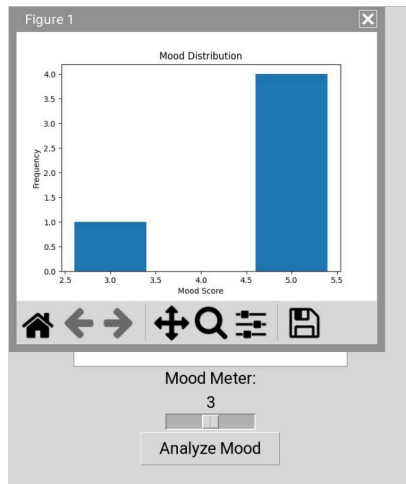 Figure 1
Mood Distribution
4.0
3.5
3.0
2.5
2.0
1.5
1.0
0.5
0.0
Frequency
2.5 3.0 3.5 4.0 4.5 5.0 5.5
Mood Score
Mood Meter:
3
Analyze Mood